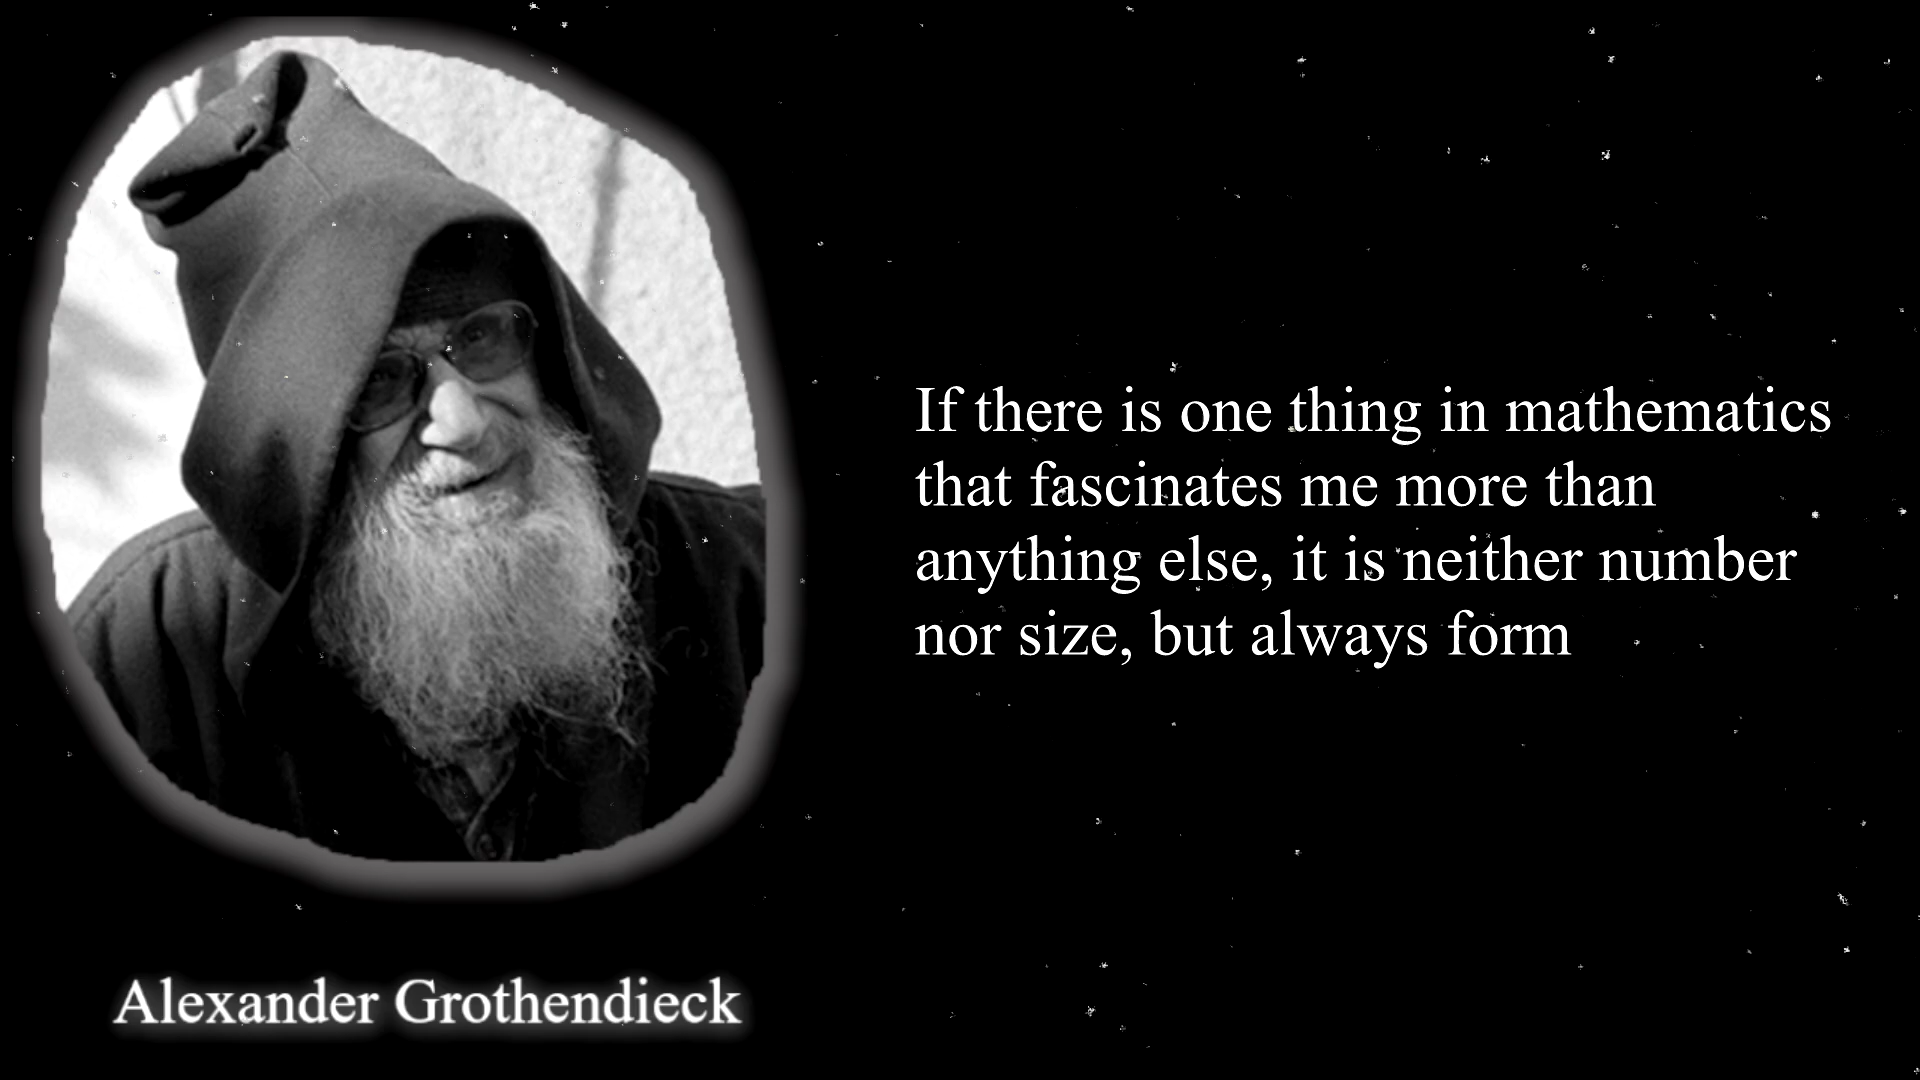 If there is one thing in mathematics
that fascinates me more than
anything else, it is neither number
nor size, but always form
Alexander Grothendieck